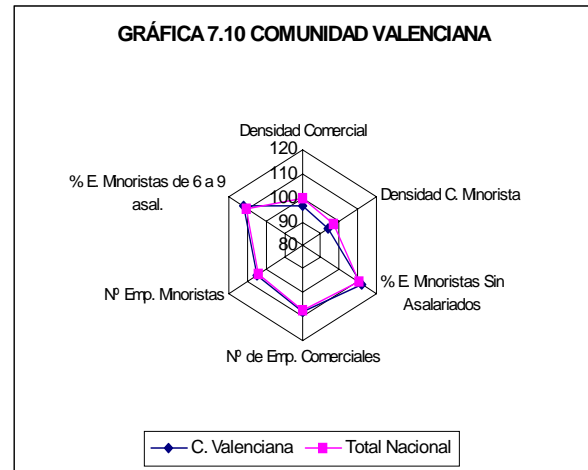 GRÁFICA 7.10 COMUNIDAD VALENCIANA
Densidad Comercial
120
110
100
90
80
Densidad C. Minorista
% E. Minoristas Sin
Asalariados
Nº de Emp. Comerciales
Nº Emp. Minoristas
% E. Minoristas de 6 a 9
asal.
C. Valenciana
Total Nacional